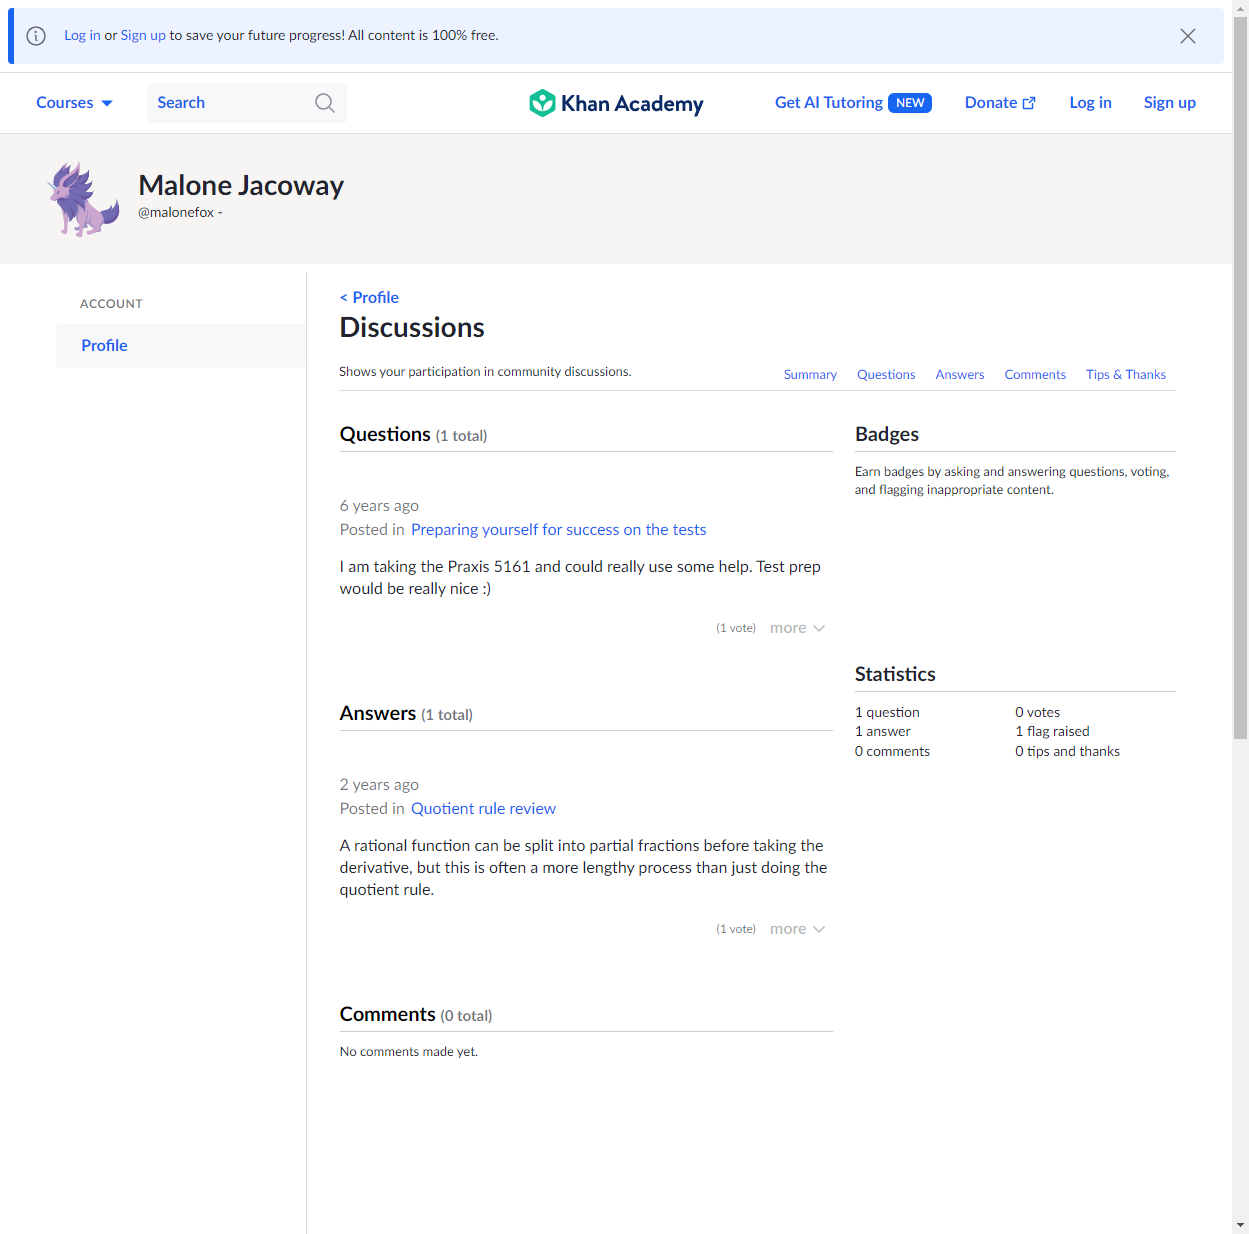 Log in or Sign up to save your future progress! All content is 100% free.
Courses
Search
Khan Academy
Get AI Tutoring NEW
Donate
Log in
Sign up
Malone Jacoway
@malonefox -
ACCOUNT
Profile
< Profile
Discussions
Shows your participation in community discussions.
Summary Questions Answers Comments Tips & Thanks
Questions (1 total)
6 years ago
Posted in Preparing yourself for success on the tests
I am taking the Praxis 5161 and could really use some help. Test prep
would be really nice :)
(1 vote) more
Answers (1 total)
2 years ago
Posted in Quotient rule review
A rational function can be split into partial fractions before taking the
derivative, but this is often a more lengthy process than just doing the
quotient rule.
(1 vote) more
Comments (0 total)
No comments made yet.
Badges
Earn badges by asking and answering questions, voting,
and flagging inappropriate content.
Statistics
1 question 0 votes
1 answer 1 flag raised
0 comments 0 tips and thanks